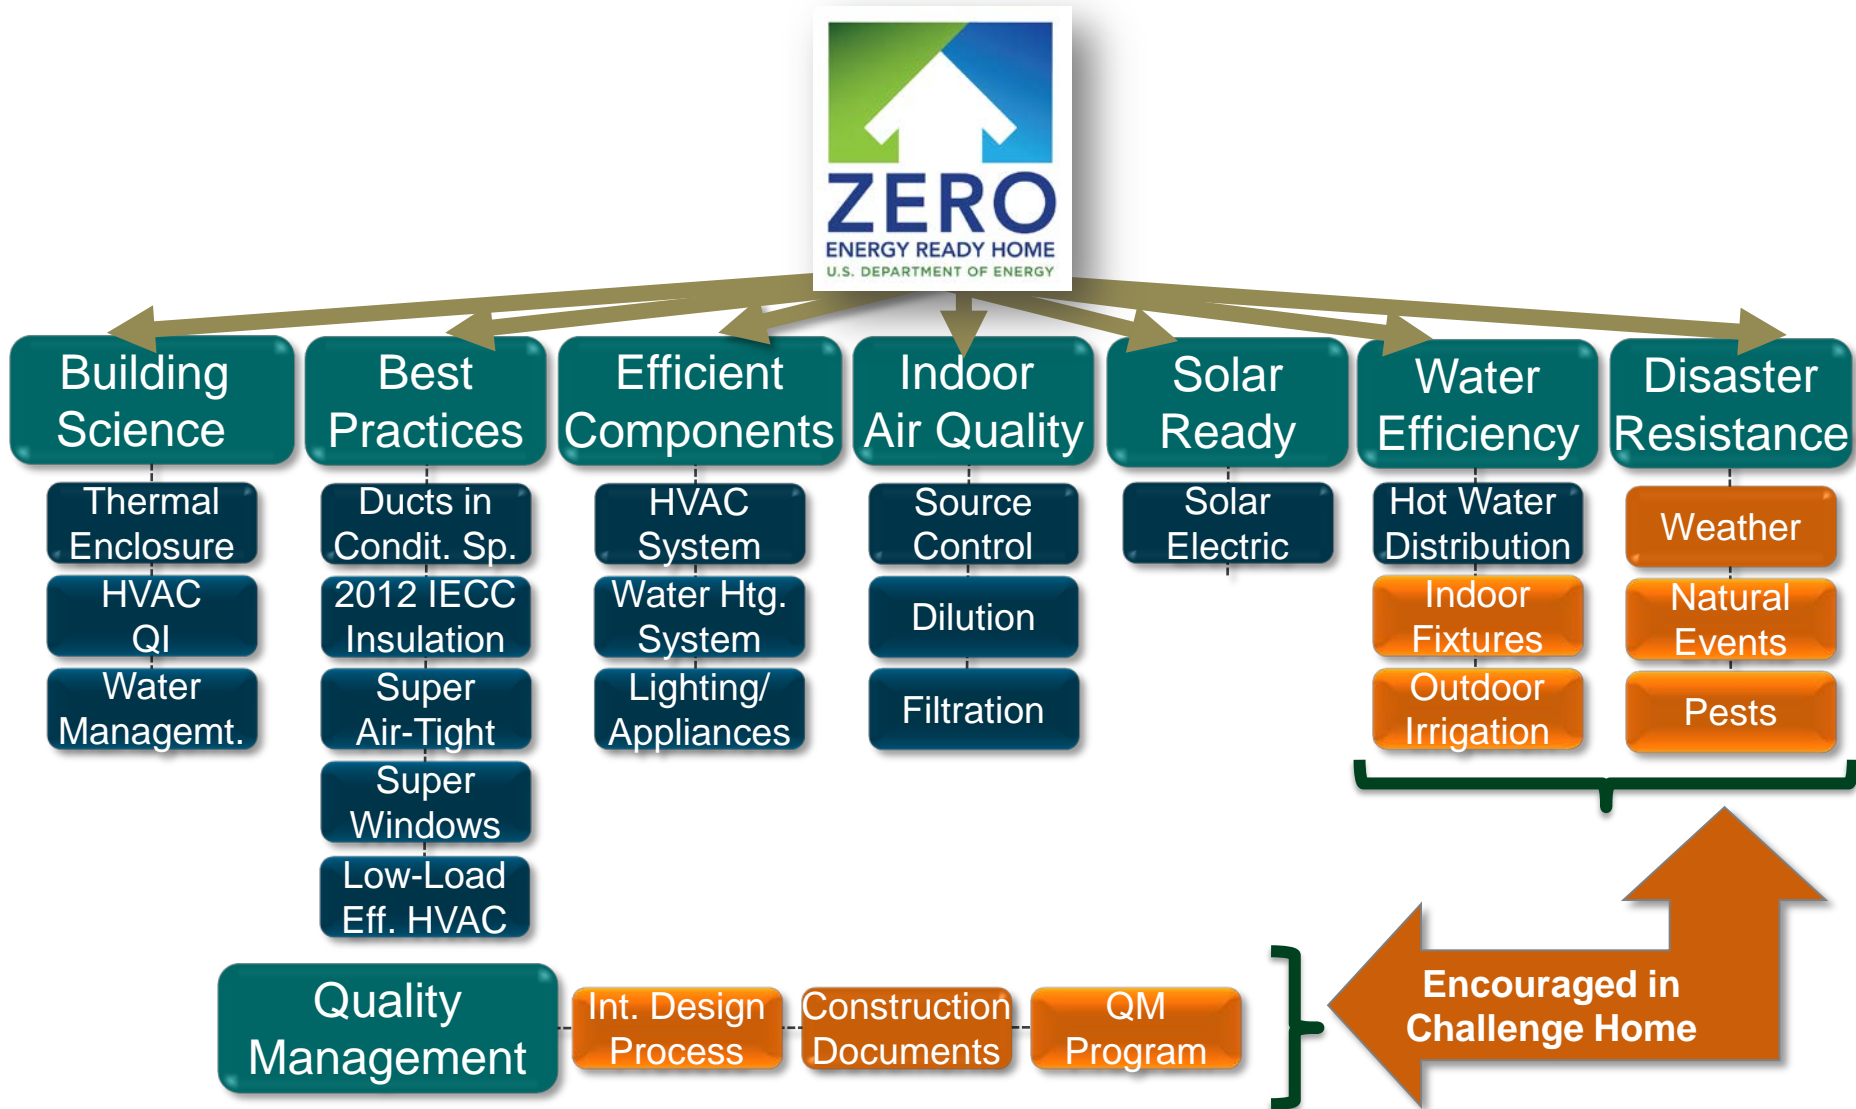 ZERO
ENERGY READY HOME
U.S. DEPARTMENT OF ENERGY
Building
Science
Best
Practices
Efficient
Components
Indoor
Air Quality
Solar
Ready
Water
Efficiency
Disaster
Resistance
Thermal
Enclosure
HVAC
QI
Water
Managemt.
Ducts in
Condit. Sp.
2012 IECC
Insulation
Super
Air-Tight
Super
Windows
Low-Load
Eff. HVAC
HVAC
System
Water Htg.
System
Lighting/
Appliances
Source
Control
Dilution
Filtration
Solar
Electric
Hot Water
Distribution
Indoor
Fixtures
Outdoor
Irrigation
Weather
Natural
Events
Pests
Quality
Management
Int. Design
Process
Construction
Documents
QM
Program
Encouraged in
Challenge Home